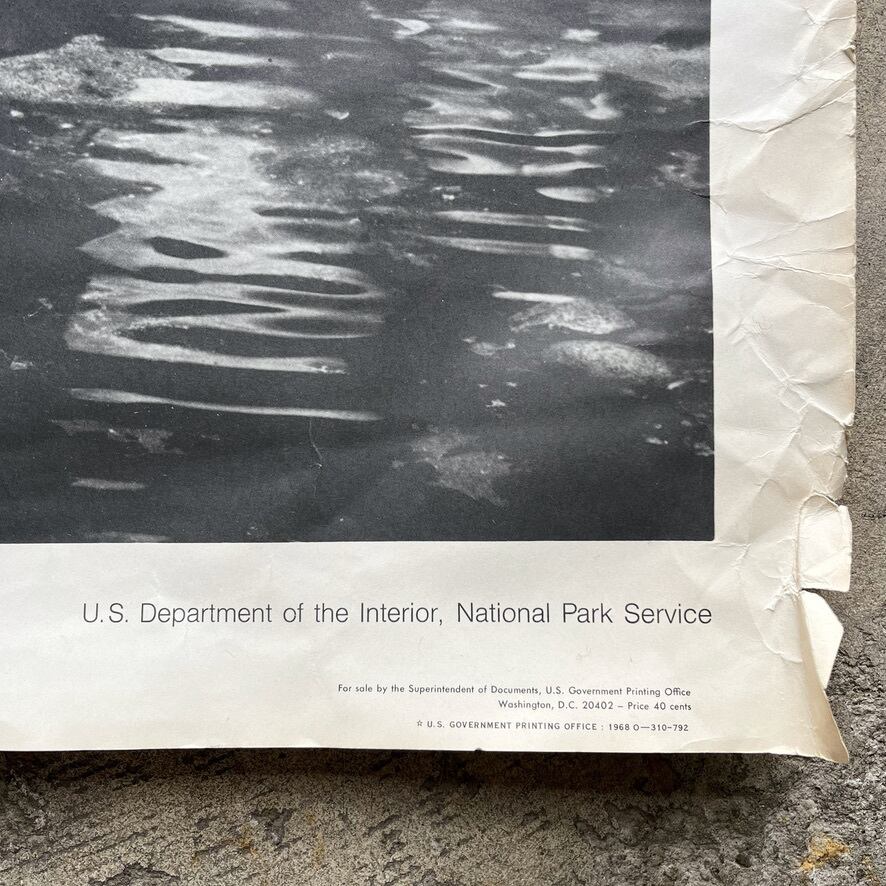 U.S. Department of the Interior, National Park Service
For sale by the Superintendent of Documents, U.S. Government Printing Office
Washington, D.C. 20402 – Price 40 cents
☆ U.S. GOVERNMENT PRINTING OFFICE : 1968 O—310-792